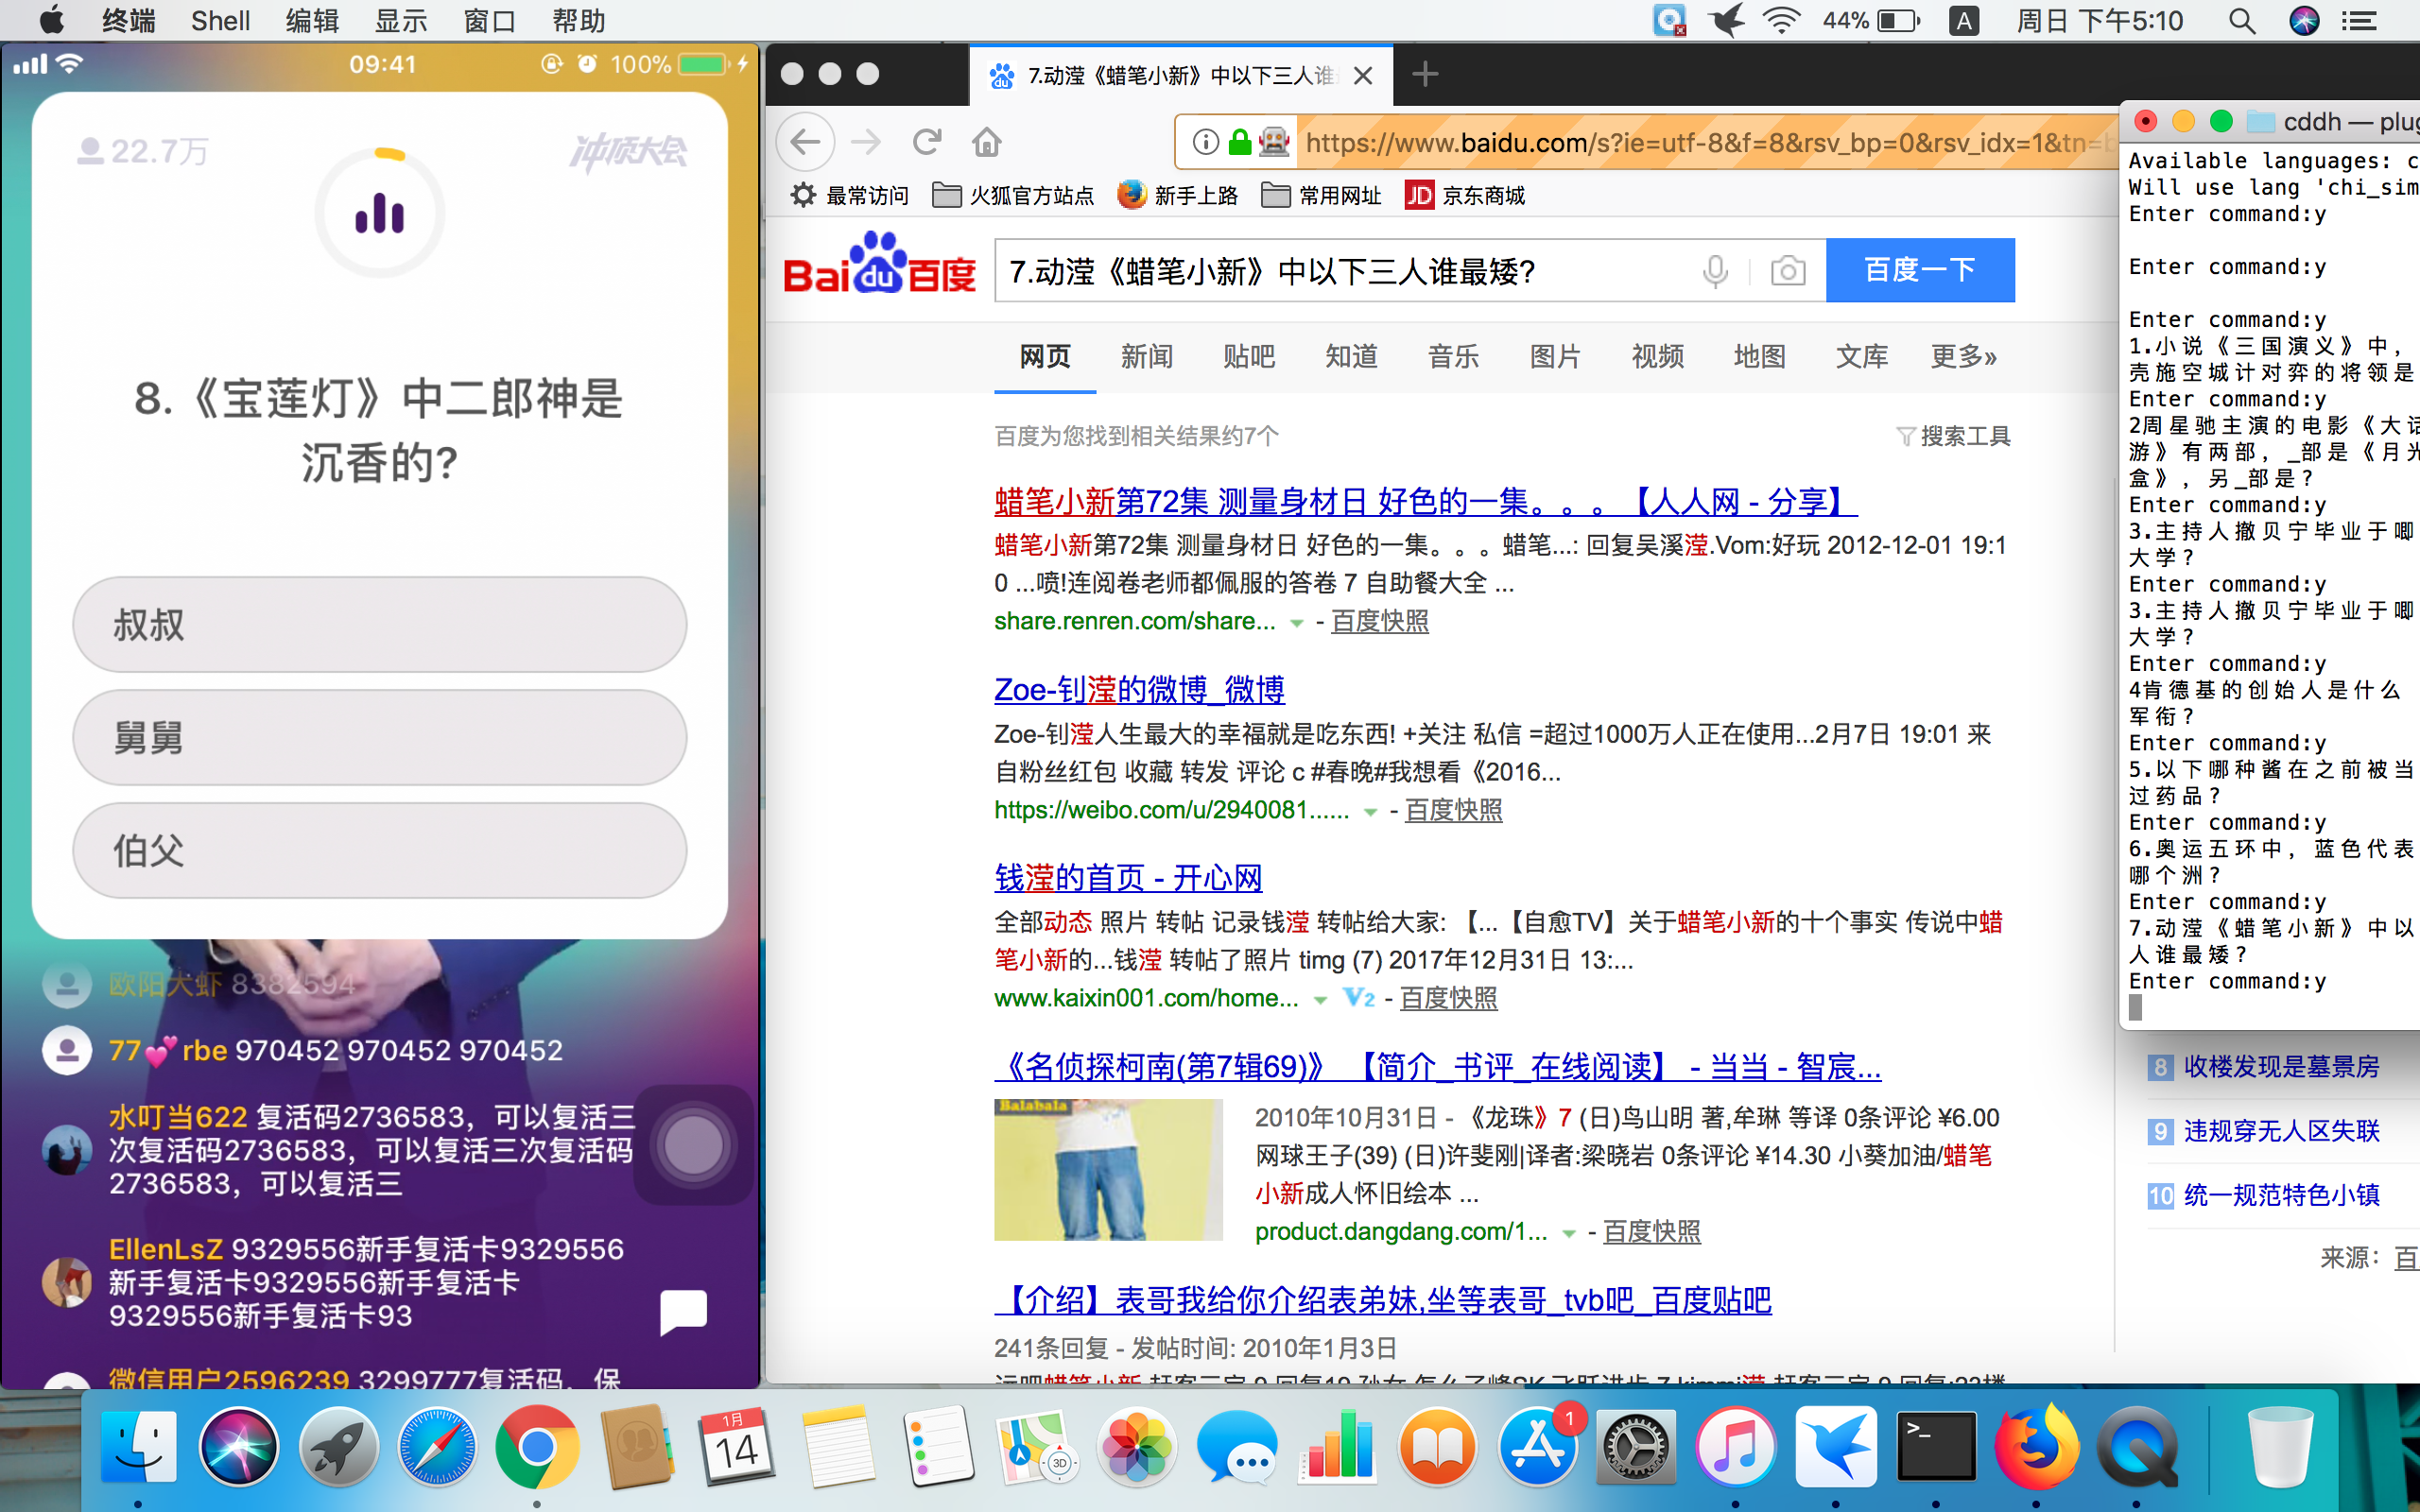 终端 Shell 编辑 显示 窗口 帮助 44% A 周日 下午5:10
09:41 100%
22.7万 冲顶大会
8.《宝莲灯》中二郎神是
沉香的?
叔叔
舅舅
伯父
欧阳大虾 8382594
77💕rbe 970452 970452 970452
水叮当622 复活码2736583，可以复活三
次复活码2736583，可以复活三次复活码
2736583，可以复活三
EllenLsZ 9329556新手复活卡9329556
新手复活卡9329556新手复活卡
9329556新手复活卡93
微信用户2596239 3299777复活码，保
7.动滢《蜡笔小新》中以下三人谁
https://www.baidu.com/s?ie=utf-8&f=8&rsv_bp=0&rsv_idx=1&tn=b
最常访问 火狐官方站点 新手上路 常用网址 JD 京东商城
Bai du 百度 7.动滢《蜡笔小新》中以下三人谁最矮? 百度一下
网页 新闻 贴吧 知道 音乐 图片 视频 地图 文库 更多»
百度为您找到相关结果约7个 搜索工具
蜡笔小新第72集 测量身材日 好色的一集。。。【人人网 - 分享】
蜡笔小新第72集 测量身材日 好色的一集。。。蜡笔...: 回复吴溪滢.Vom:好玩 2012-12-01 19:1
0 ...喷!连阅卷老师都佩服的答卷 7 自助餐大全 ...
share.renren.com/share... - 百度快照
Zoe-钊滢的微博_微博
Zoe-钊滢人生最大的幸福就是吃东西! +关注 私信 =超过1000万人正在使用...2月7日 19:01 来
自粉丝红包 收藏 转发 评论 c #春晚#我想看《2016...
https://weibo.com/u/2940081...... - 百度快照
钱滢的首页 - 开心网
全部动态 照片 转帖 记录钱滢 转帖给大家: 【...【自愈TV】关于蜡笔小新的十个事实 传说中蜡
笔小新的...钱滢 转帖了照片 timg (7) 2017年12月31日 13:...
www.kaixin001.com/home... V2 - 百度快照
《名侦探柯南(第7辑69)》 【简介_书评_在线阅读】 - 当当 - 智宸...
Balabala
2010年10月31日 - 《龙珠》7 (日)鸟山明 著,牟琳 等译 0条评论 ¥6.00
网球王子(39) (日)许斐刚|译者:梁晓岩 0条评论 ¥14.30 小葵加油/蜡笔
小新成人怀旧绘本 ...
product.dangdang.com/1... - 百度快照
【介绍】表哥我给你介绍表弟妹,坐等表哥_tvb吧_百度贴吧
241条回复 - 发帖时间: 2010年1月3日
cddh — plug
Available languages: c
Will use lang 'chi_sim
Enter command:y
Enter command:y
Enter command:y
1.小说《三国演义》中,
壳施空城计对弈的将领是
Enter command:y
2周星驰主演的电影《大话
游》有两部, _部是《月光
盒》, 另_部是?
Enter command:y
3.主持人撤贝宁毕业于唧
大学?
Enter command:y
3.主持人撤贝宁毕业于唧
大学?
Enter command:y
4肯德基的创始人是什么
军衔?
Enter command:y
5.以下哪种酱在之前被当
过药品?
Enter command:y
6.奥运五环中, 蓝色代表
哪个洲?
Enter command:y
7.动滢《蜡笔小新》中以
人谁最矮?
Enter command:y
8 收楼发现是墓景房
9 违规穿无人区失联
10 统一规范特色小镇
来源: 百
1月
14
3D
1
>_